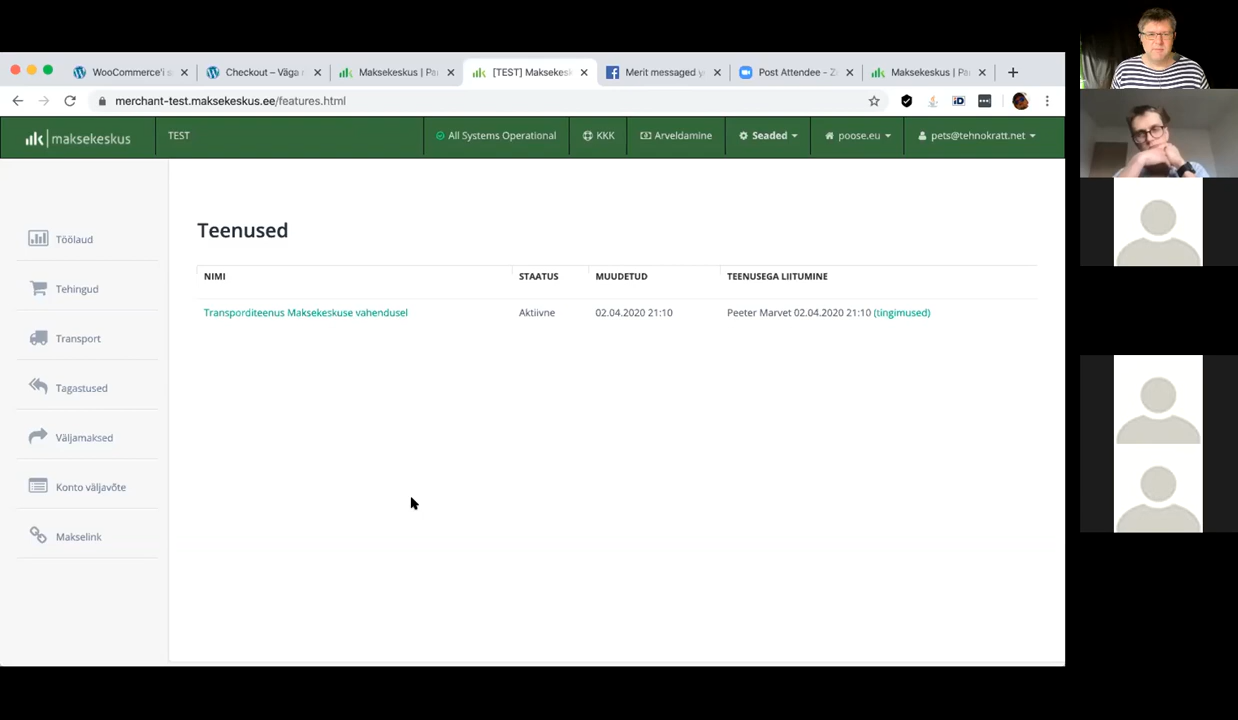 WooCommerce'i s
Checkout – Väga
Maksekeskus | Pa
[TEST] Maksekes
Merit messaged y
Post Attendee - Z
Maksekeskus | Pa
merchant-test.maksekeskus.ee/features.html
maksekeskus
TEST
All Systems Operational
KKK
Arveldamine
Seaded
poose.eu
pets@tehnokratt.net
Töölaud
Tehingud
Transport
Tagastused
Väljamaksed
Konto väljavõte
Makselink
Teenused
NIMI STAATUS MUUDETUD TEENUSEGA LIITUMINE
Transporditeenus Maksekeskuse vahendusel Aktiivne 02.04.2020 21:10 Peeter Marvet 02.04.2020 21:10 (tingimused)